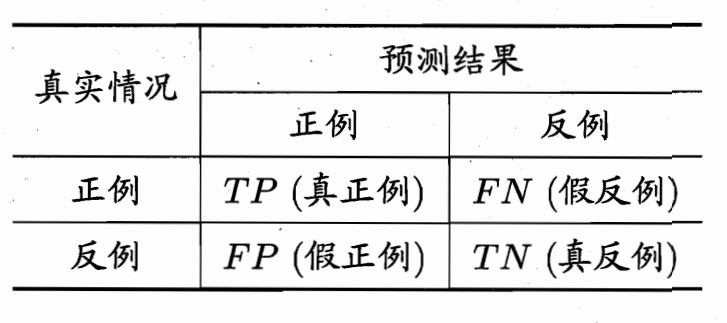 真实情况
预测结果
正例 反例
正例 TP (真正例) FN (假反例)
反例 FP (假正例) TN (真反例)